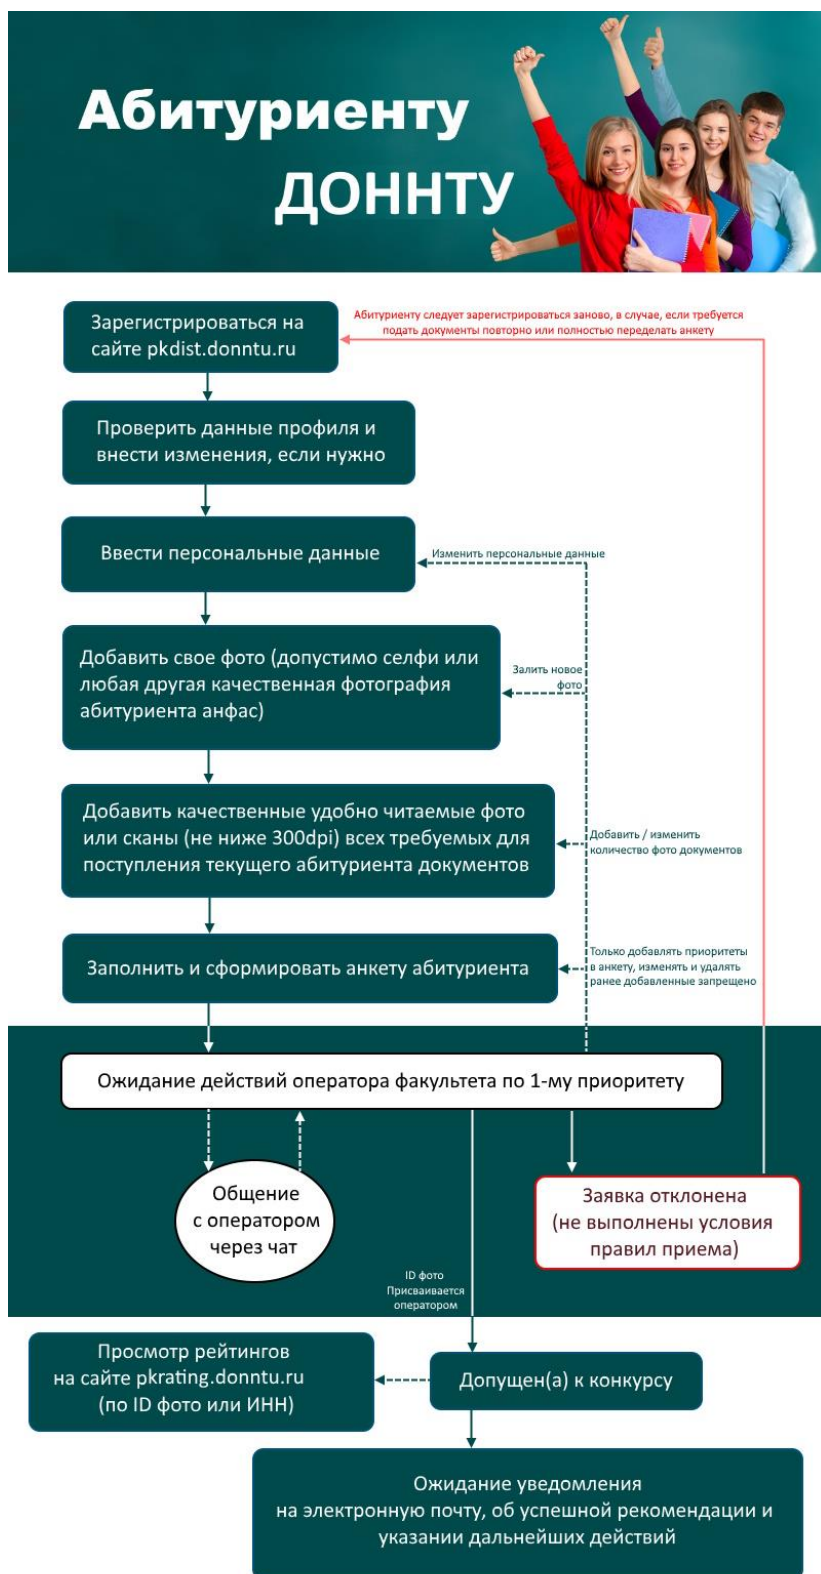 Абитуриенту
ДОННТУ
Зарегистрироваться на
сайте pkdist.donntu.ru
Абитуриенту следует зарегистрироваться заново, в случае, если требуется
подать документы повторно или полностью переделать анкету
Проверить данные профиля и
внести изменения, если нужно
Ввести персональные данные
Изменить персональные данные
Добавить свое фото (допустимо селфи или
любая другая качественная фотография
абитуриента анфас)
Залить новое
фото
Добавить качественные удобно читаемые фото
или сканы (не ниже 300dpi) всех требуемых для
поступления текущего абитуриента документов
Добавить / изменить
количество фото документов
Заполнить и сформировать анкету абитуриента
Только добавлять приоритеты
в анкету, изменять и удалять
ранее добавленные запрещено
Ожидание действий оператора факультета по 1-му приоритету
Общение
с оператором
через чат
Заявка отклонена
(не выполнены условия
правил приема)
ID фото
Присваивается
оператором
Просмотр рейтингов
на сайте pkrating.donntu.ru
(по ID фото или ИНН)
Допущен(а) к конкурсу
Ожидание уведомления
на электронную почту, об успешной рекомендации и
указании дальнейших действий